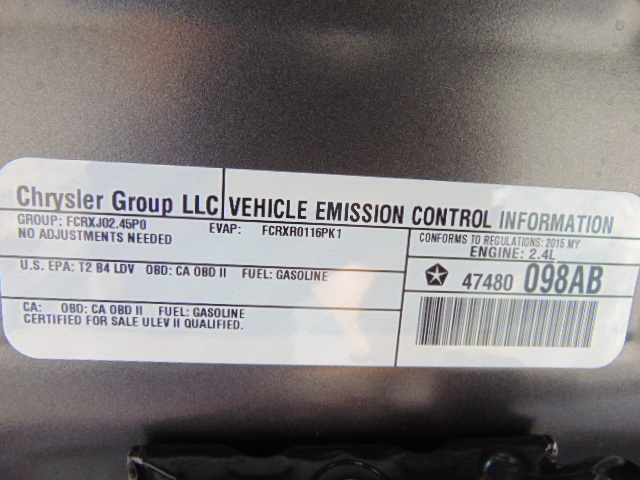 Chrysler Group LLC VEHICLE EMISSION CONTROL INFORMATION
GROUP: FCRXJ02.45P0 EVAP: FCRXR0116PK1
NO ADJUSTMENTS NEEDED
CONFORMS TO REGULATIONS: 2015 MY
ENGINE: 2.4L
U.S. EPA: T2 B4 LDV OBD: CA OBD II FUEL: GASOLINE
47480 098AB
CA: OBD: CA OBD II FUEL: GASOLINE
CERTIFIED FOR SALE ULEV II QUALIFIED.